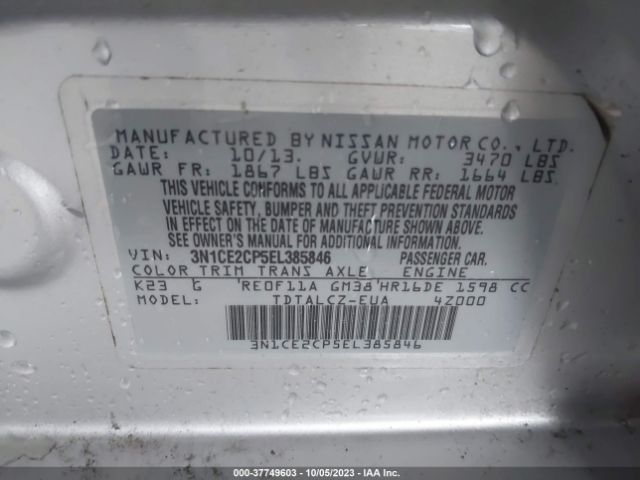 MANUFACTURED BY NISSAN MOTOR CO., LTD.
DATE: 10/13. GVWR: 3470 LBS
GAWR FR: 1867 LBS GAWR RR: 1664 LBS
THIS VEHICLE CONFORMS TO ALL APPLICABLE FEDERAL MOTOR
VEHICLE SAFETY, BUMPER AND THEFT PREVENTION STANDARDS
IN EFFECT ON THE DATE OF MANUFACTURE SHOWN ABOVE.
SEE OWNER'S MANUAL FOR ADDITIONAL INFORMATION.
VIN: 3N1CE2CP5EL385846 PASSENGER CAR.
COLOR TRIM TRANS AXLE ENGINE
K23 G RE0F11A GM38 HR16DE 1598 CC
MODEL: TDTALCZ-EUA 4Z000
3N1CE2CP5EL385846
000-37749603 - 10/05/2023 - IAA Inc.